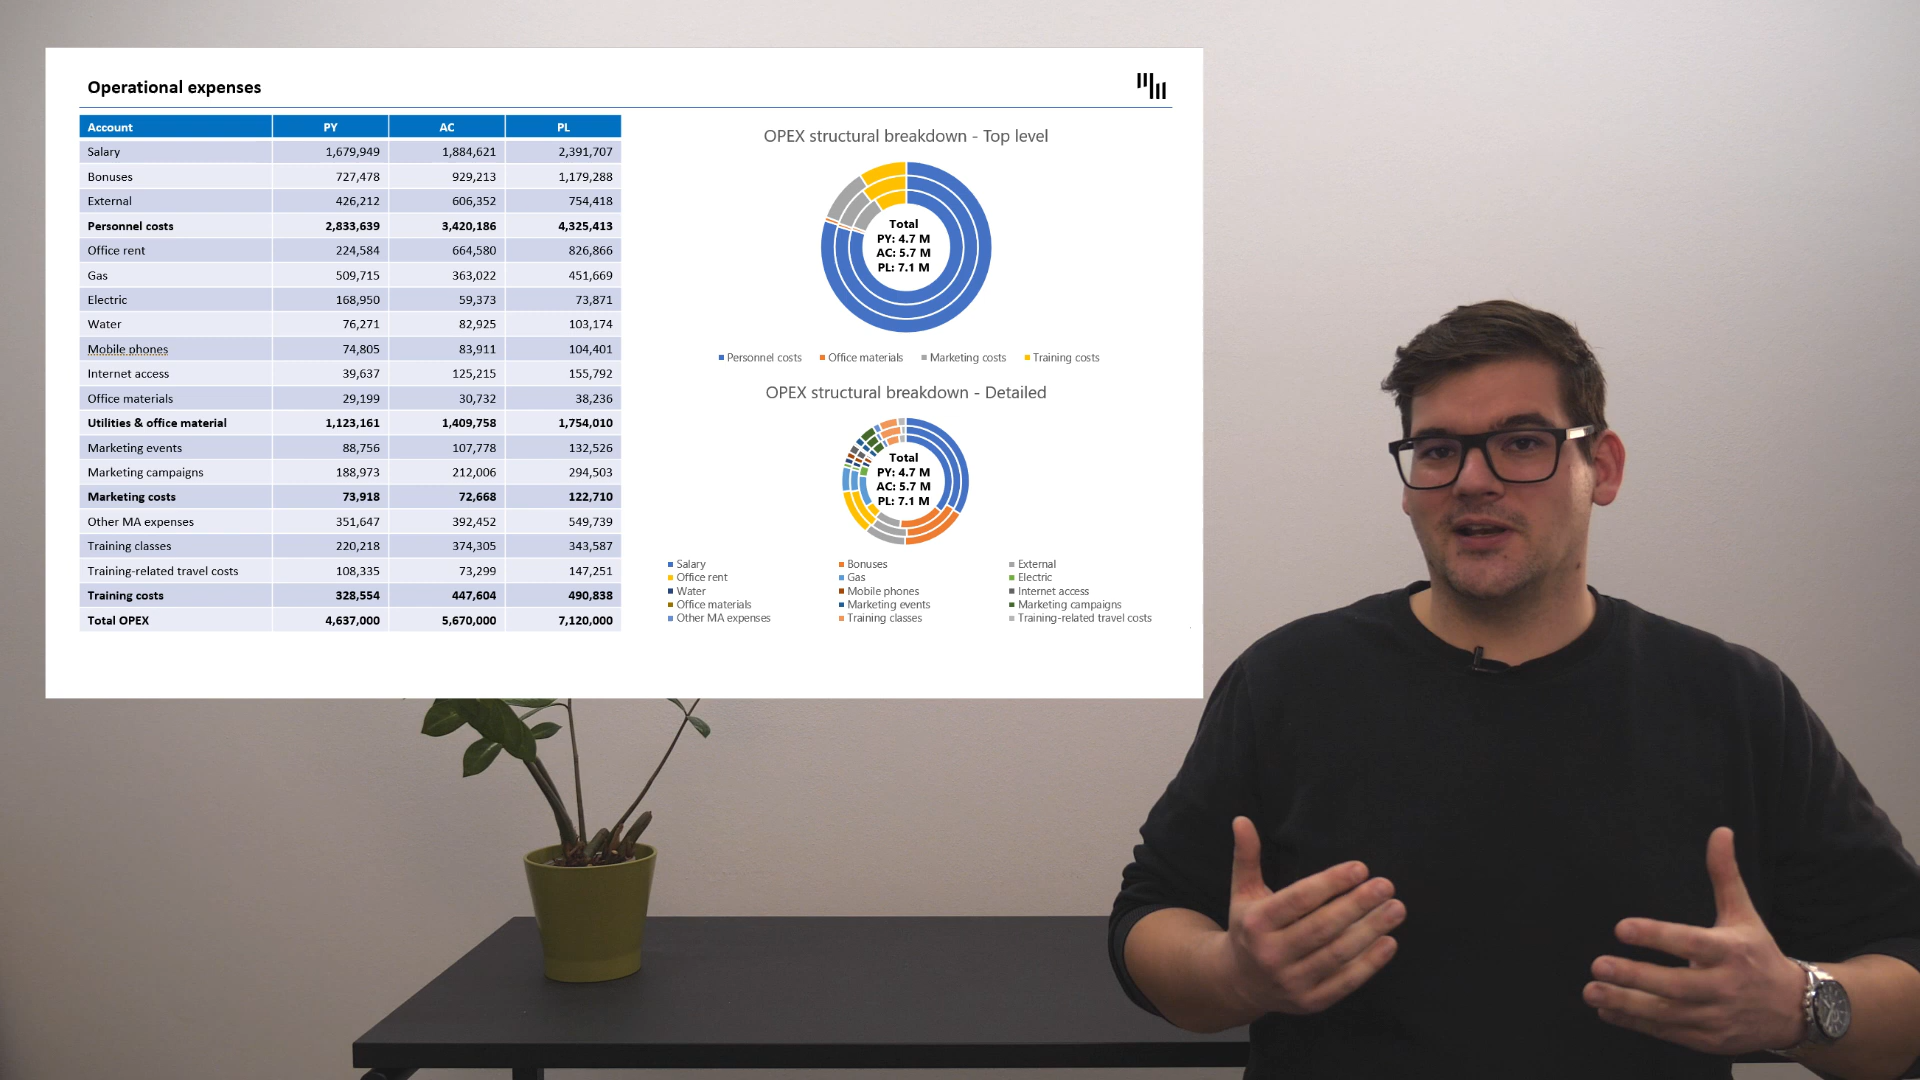 Operational expenses
Account PY AC PL
Salary 1,679,949 1,884,621 2,391,707
Bonuses 727,478 929,213 1,179,288
External 426,212 606,352 754,418
Personnel costs 2,833,639 3,420,186 4,325,413
Office rent 224,584 664,580 826,866
Gas 509,715 363,022 451,669
Electric 168,950 59,373 73,871
Water 76,271 82,925 103,174
Mobile phones 74,805 83,911 104,401
Internet access 39,637 125,215 155,792
Office materials 29,199 30,732 38,236
Utilities & office material 1,123,161 1,409,758 1,754,010
Marketing events 88,756 107,778 132,526
Marketing campaigns 188,973 212,006 294,503
Marketing costs 73,918 72,668 122,710
Other MA expenses 351,647 392,452 549,739
Training classes 220,218 374,305 343,587
Training-related travel costs 108,335 73,299 147,251
Training costs 328,554 447,604 490,838
Total OPEX 4,637,000 5,670,000 7,120,000
OPEX structural breakdown - Top level
Total
PY: 4.7 M
AC: 5.7 M
PL: 7.1 M
Personnel costs Office materials Marketing costs Training costs
OPEX structural breakdown - Detailed
Total
PY: 4.7 M
AC: 5.7 M
PL: 7.1 M
Salary Bonuses External
Office rent Gas Electric
Water Mobile phones Internet access
Office materials Marketing events Marketing campaigns
Other MA expenses Training classes Training-related travel costs